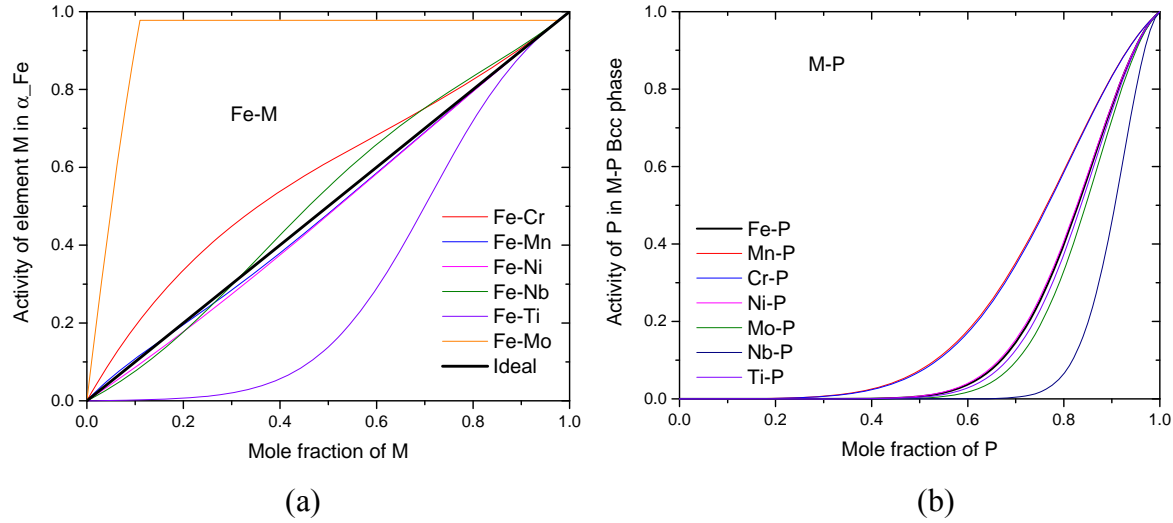 Activity of element M in α_Fe
1.0
0.8
0.6
0.4
0.2
0.0
Fe-M
Fe-Cr
Fe-Mn
Fe-Ni
Fe-Nb
Fe-Ti
Fe-Mo
Ideal
0.0 0.2 0.4 0.6 0.8 1.0
Mole fraction of M
(a)
Activity of P in M-P Bcc phase
1.0
0.8
0.6
0.4
0.2
0.0
M-P
Fe-P
Mn-P
Cr-P
Ni-P
Mo-P
Nb-P
Ti-P
0.0 0.2 0.4 0.6 0.8 1.0
Mole fraction of P
(b)